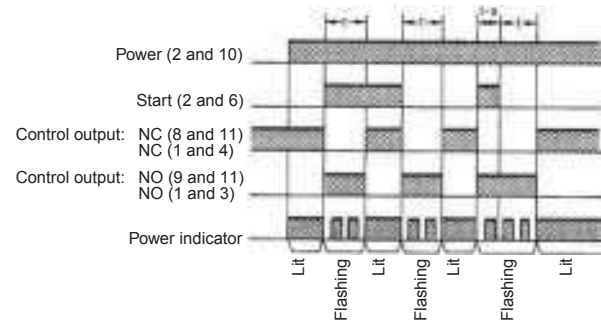 Power (2 and 10)
Start (2 and 6)
Control output: NC (8 and 11)
NC (1 and 4)
Control output: NO (9 and 11)
NO (1 and 3)
Power indicator
Lit
Flashing
Lit
Flashing
Lit
Flashing
Lit